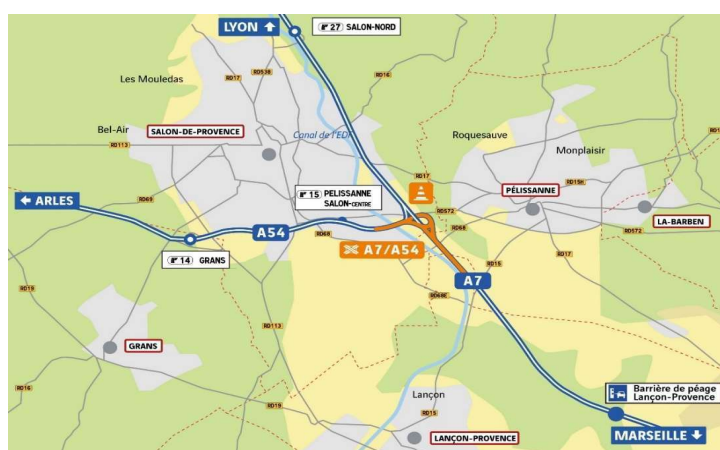 LYON
27 SALON-NORD
RD17
RD538
RD16
Les Mouledas
Bel-Air
SALON-DE-PROVENCE
Canal de l'EDF
Roquesauve
Monplaisir
RD113
RD17
RD15
PÉLISSANNE
15 PELISSANNE
SALON-CENTRE
ARLES
RD69
RD572
LA-BARBEN
A54
RD68
RD68
RD572
14 GRANS
A7/A54
RD15
RD17
A7
RD19
RD68E
RD113
GRANS
RD16
RD19
Lançon
RD15
Barrière de péage
Lançon-Provence
LANÇON-PROVENCE
MARSEILLE